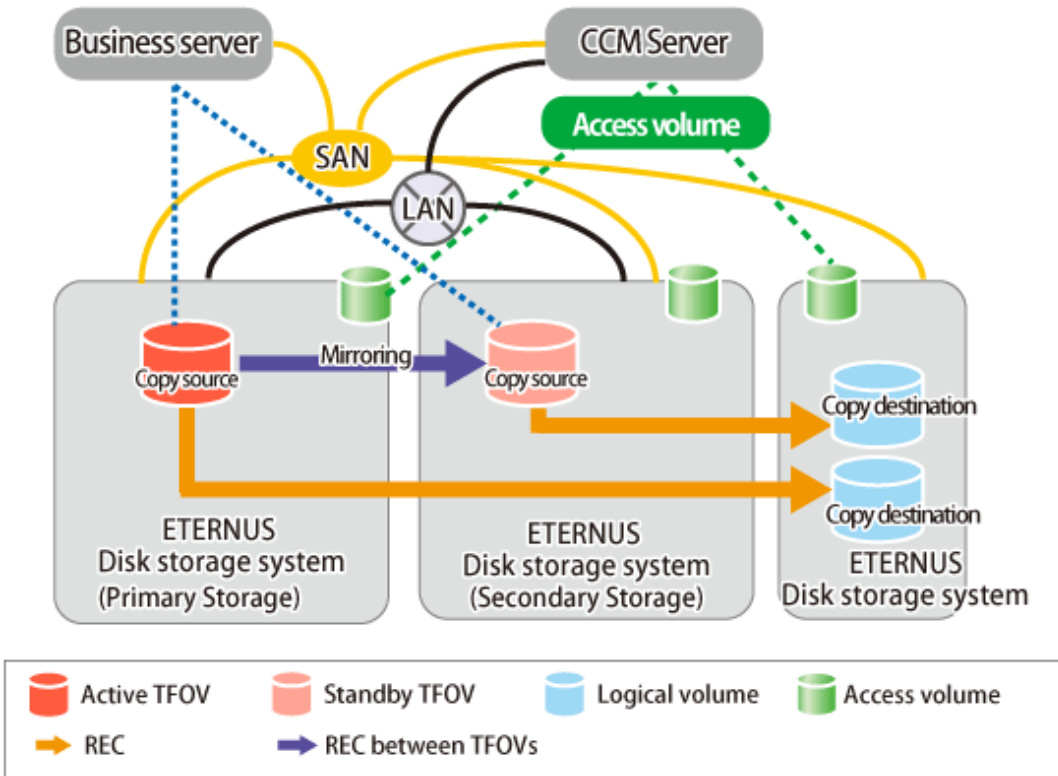 Business server
CCM Server
Access volume
SAN
LAN
Mirroring
Copy source
Copy source
Copy destination
Copy destination
ETERNUS
Disk storage system
(Primary Storage)
ETERNUS
Disk storage system
(Secondary Storage)
ETERNUS
Disk storage system
Active TFOV
Standby TFOV
Logical volume
Access volume
REC
REC between TFOVs